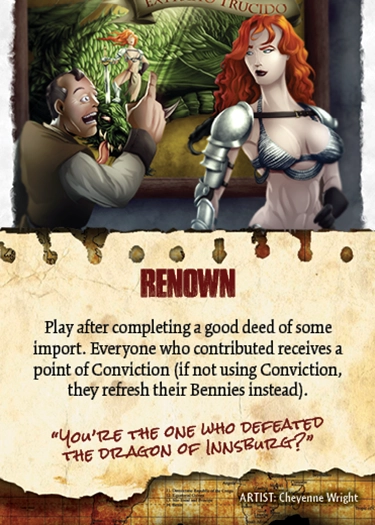 EXTINCIO TRUCIDO
RENOWN
Play after completing a good deed of some
import. Everyone who contributed receives a
point of Conviction (if not using Conviction,
they refresh their Bennies instead).
“YOU'RE THE ONE WHO DEFEATED
THE DRAGON OF INNSBURG?”
ARTIST: Cheyenne Wright